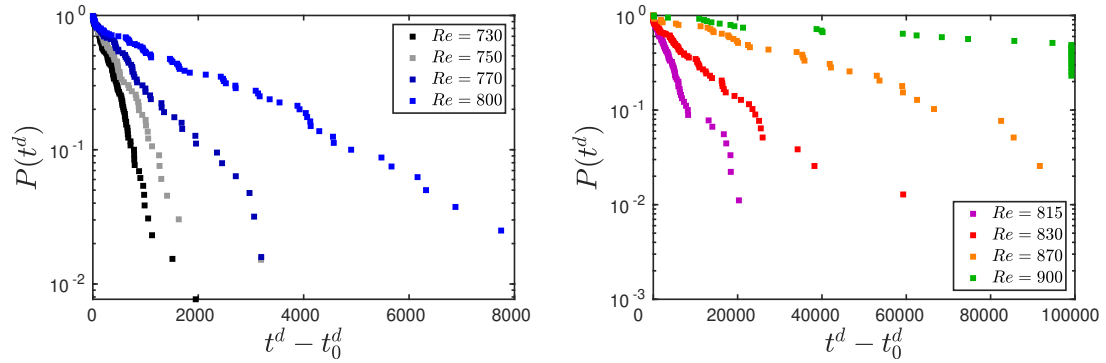 10^0
10^-1
10^-2
P(t^d)
0 2000 4000 6000 8000
t^d − t_0^d
Re = 730
Re = 750
Re = 770
Re = 800
10^0
10^-1
10^-2
10^-3
P(t^d)
0 20000 40000 60000 80000 100000
t^d − t_0^d
Re = 815
Re = 830
Re = 870
Re = 900